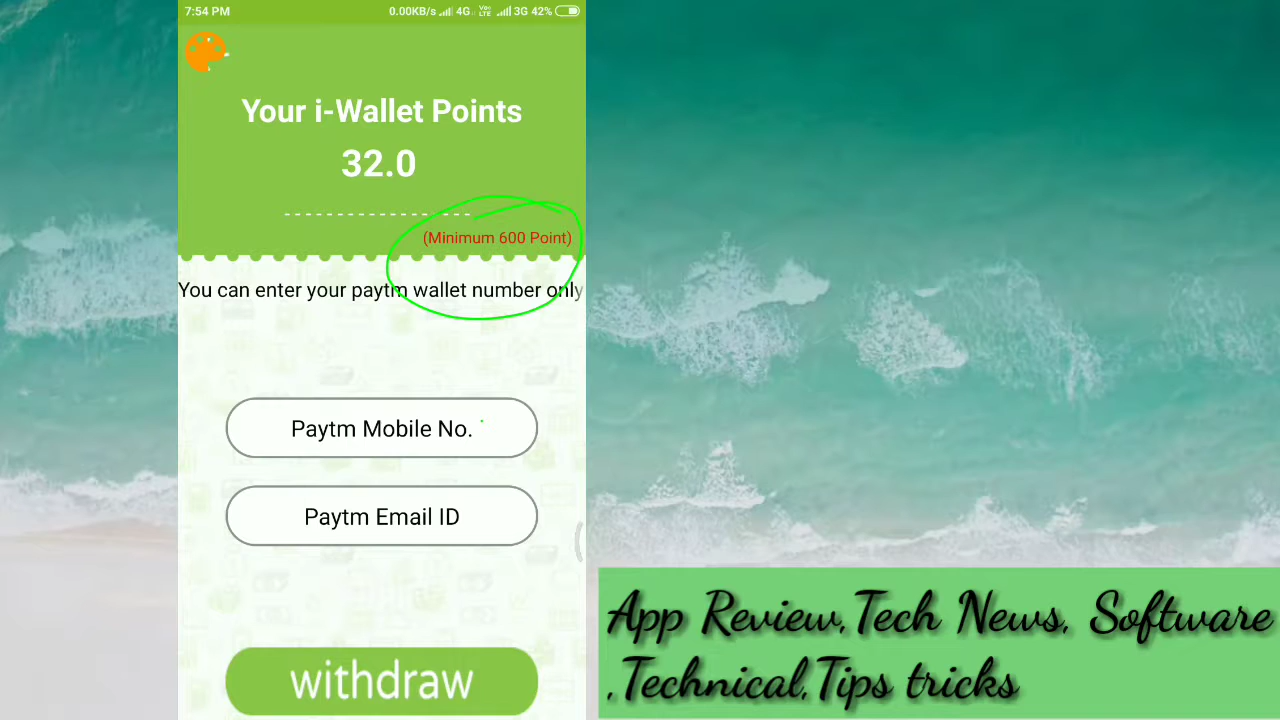 7:54 PM 0.00KB/s 4G Vo) LTE 3G 42%
Your i-Wallet Points
32.0
(Minimum 600 Point)
You can enter your paytm wallet number only
Paytm Mobile No.
Paytm Email ID
withdraw
App Review,Tech News, Software
,Technical,Tips tricks